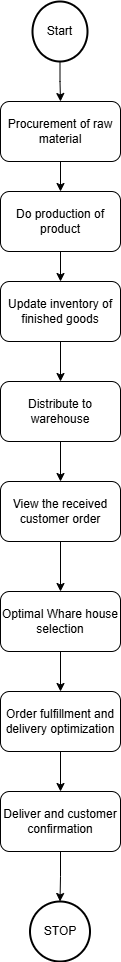 Start
Procurement of raw
material
Do production of
product
Update inventory of
finished goods
Distribute to
warehouse
View the received
customer order
Optimal Whare house
selection
Order fulfillment and
delivery optimization
Deliver and customer
confirmation
STOP